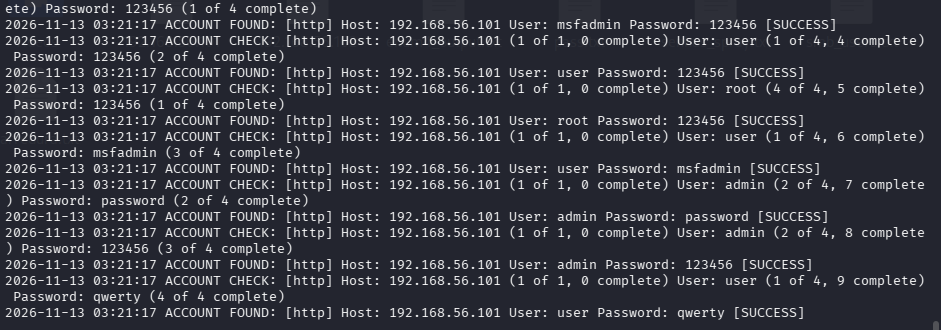 ete) Password: 123456 (1 of 4 complete)
2026-11-13 03:21:17 ACCOUNT FOUND: [http] Host: 192.168.56.101 User: msfadmin Password: 123456 [SUCCESS]
2026-11-13 03:21:17 ACCOUNT CHECK: [http] Host: 192.168.56.101 (1 of 1, 0 complete) User: user (1 of 4, 4 complete)
 Password: 123456 (2 of 4 complete)
2026-11-13 03:21:17 ACCOUNT FOUND: [http] Host: 192.168.56.101 User: user Password: 123456 [SUCCESS]
2026-11-13 03:21:17 ACCOUNT CHECK: [http] Host: 192.168.56.101 (1 of 1, 0 complete) User: root (4 of 4, 5 complete)
 Password: 123456 (1 of 4 complete)
2026-11-13 03:21:17 ACCOUNT FOUND: [http] Host: 192.168.56.101 User: root Password: 123456 [SUCCESS]
2026-11-13 03:21:17 ACCOUNT CHECK: [http] Host: 192.168.56.101 (1 of 1, 0 complete) User: user (1 of 4, 6 complete)
 Password: msfadmin (3 of 4 complete)
2026-11-13 03:21:17 ACCOUNT FOUND: [http] Host: 192.168.56.101 User: user Password: msfadmin [SUCCESS]
2026-11-13 03:21:17 ACCOUNT CHECK: [http] Host: 192.168.56.101 (1 of 1, 0 complete) User: admin (2 of 4, 7 complete
) Password: password (2 of 4 complete)
2026-11-13 03:21:17 ACCOUNT FOUND: [http] Host: 192.168.56.101 User: admin Password: password [SUCCESS]
2026-11-13 03:21:17 ACCOUNT CHECK: [http] Host: 192.168.56.101 (1 of 1, 0 complete) User: admin (2 of 4, 8 complete
) Password: 123456 (3 of 4 complete)
2026-11-13 03:21:17 ACCOUNT FOUND: [http] Host: 192.168.56.101 User: admin Password: 123456 [SUCCESS]
2026-11-13 03:21:17 ACCOUNT CHECK: [http] Host: 192.168.56.101 (1 of 1, 0 complete) User: user (1 of 4, 9 complete)
 Password: qwerty (4 of 4 complete)
2026-11-13 03:21:17 ACCOUNT FOUND: [http] Host: 192.168.56.101 User: user Password: qwerty [SUCCESS]